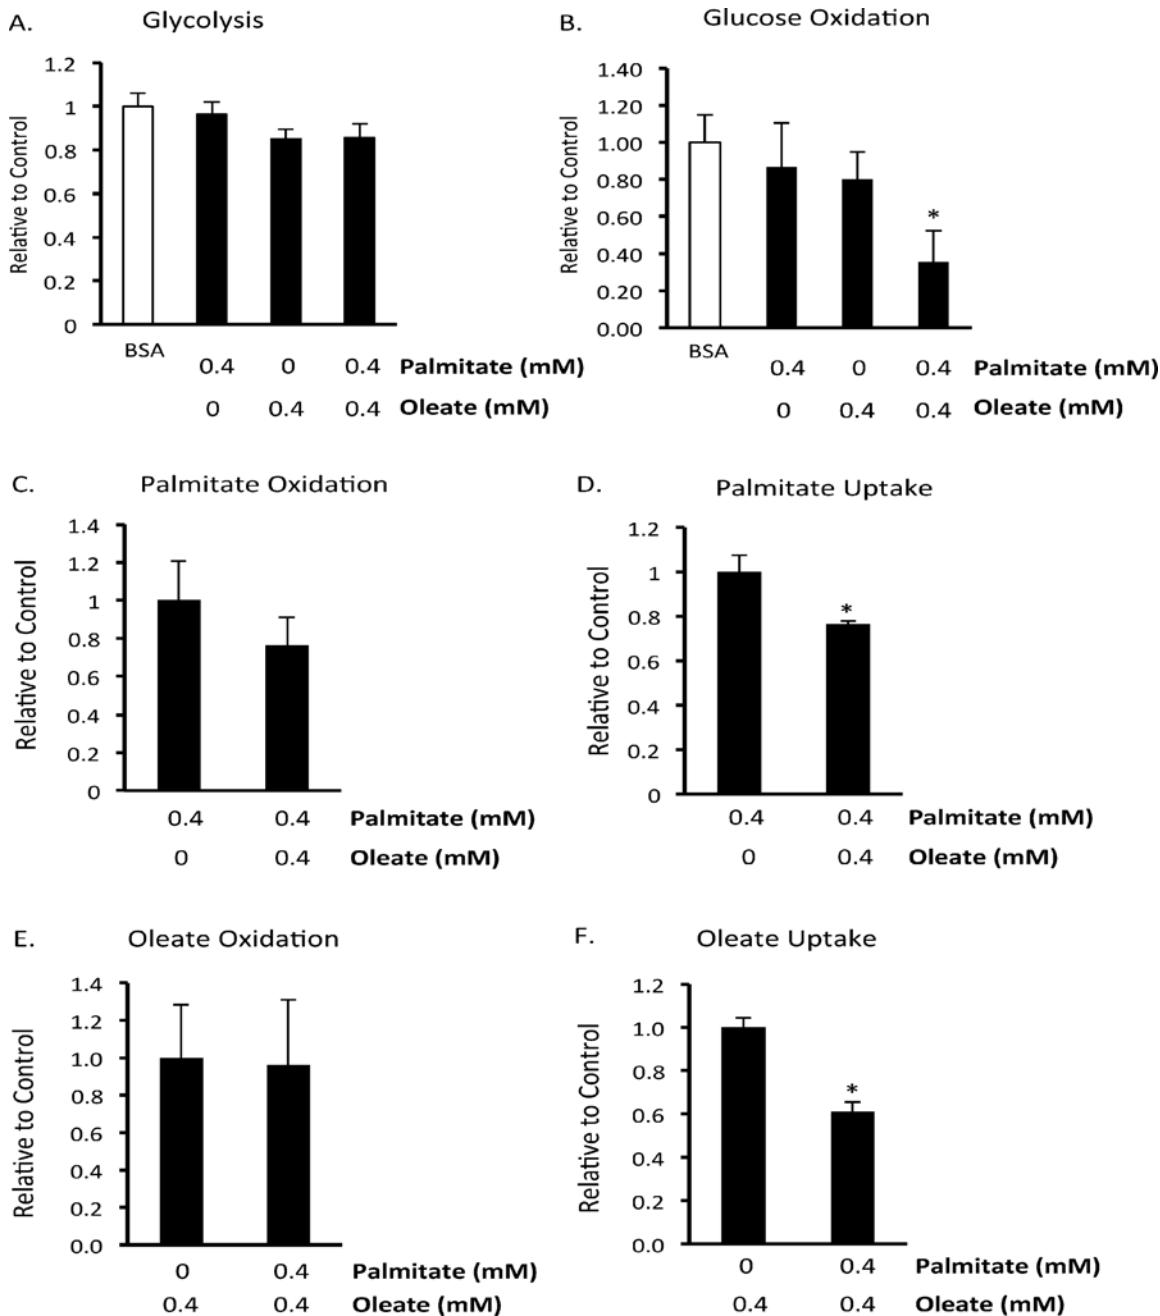 A.
Glycolysis
Relative to Control
1.2
1
0.8
0.6
0.4
0.2
0
BSA
0.4 0 0.4 Palmitate (mM)
0 0.4 0.4 Oleate (mM)
B.
Glucose Oxidation
Relative to Control
1.40
1.20
1.00
0.80
0.60
0.40
0.20
0.00
*
BSA
0.4 0 0.4 Palmitate (mM)
0 0.4 0.4 Oleate (mM)
C.
Palmitate Oxidation
Relative to Control
1.4
1.2
1
0.8
0.6
0.4
0.2
0
0.4 0.4 Palmitate (mM)
0 0.4 Oleate (mM)
D.
Palmitate Uptake
Relative to Control
1.2
1
0.8
0.6
0.4
0.2
0
*
0.4 0.4 Palmitate (mM)
0 0.4 Oleate (mM)
E.
Oleate Oxidation
Relative to Control
1.4
1.2
1.0
0.8
0.6
0.4
0.2
0.0
0 0.4 Palmitate (mM)
0.4 0.4 Oleate (mM)
F.
Oleate Uptake
Relative to Control
1.2
1.0
0.8
0.6
0.4
0.2
0.0
*
0 0.4 Palmitate (mM)
0.4 0.4 Oleate (mM)